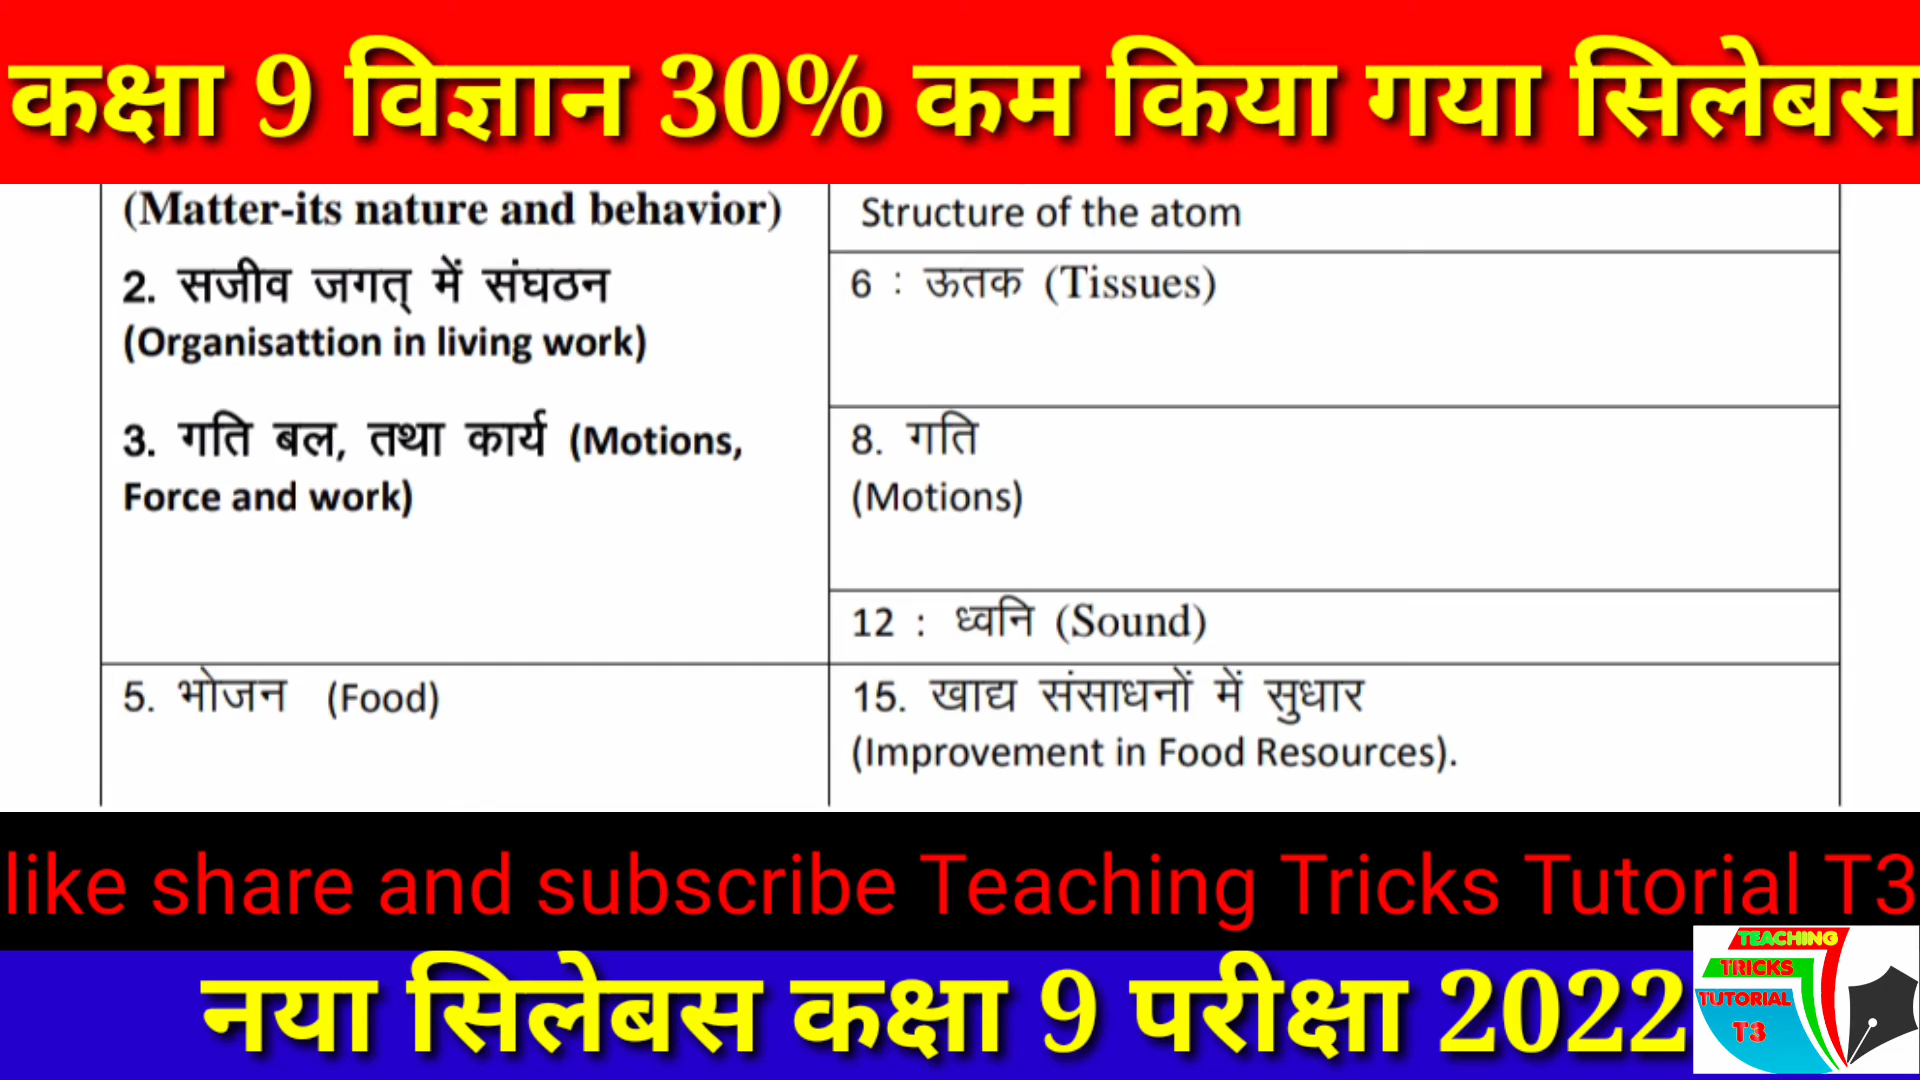 कक्षा 9 विज्ञान 30% कम किया गया सिलेबस
(Matter-its nature and behavior)
2. सजीव जगत् में संघठन
(Organisattion in living work)
3. गति बल, तथा कार्य (Motions,
Force and work)
5. भोजन (Food)
Structure of the atom
6 : ऊतक (Tissues)
8. गति
(Motions)
12 : ध्वनि (Sound)
15. खाद्य संसाधनों में सुधार
(Improvement in Food Resources).
like share and subscribe Teaching Tricks Tutorial T3
नया सिलेबस कक्षा 9 परीक्षा 2022
TEACHING
TRICKS
TUTORIAL
T3